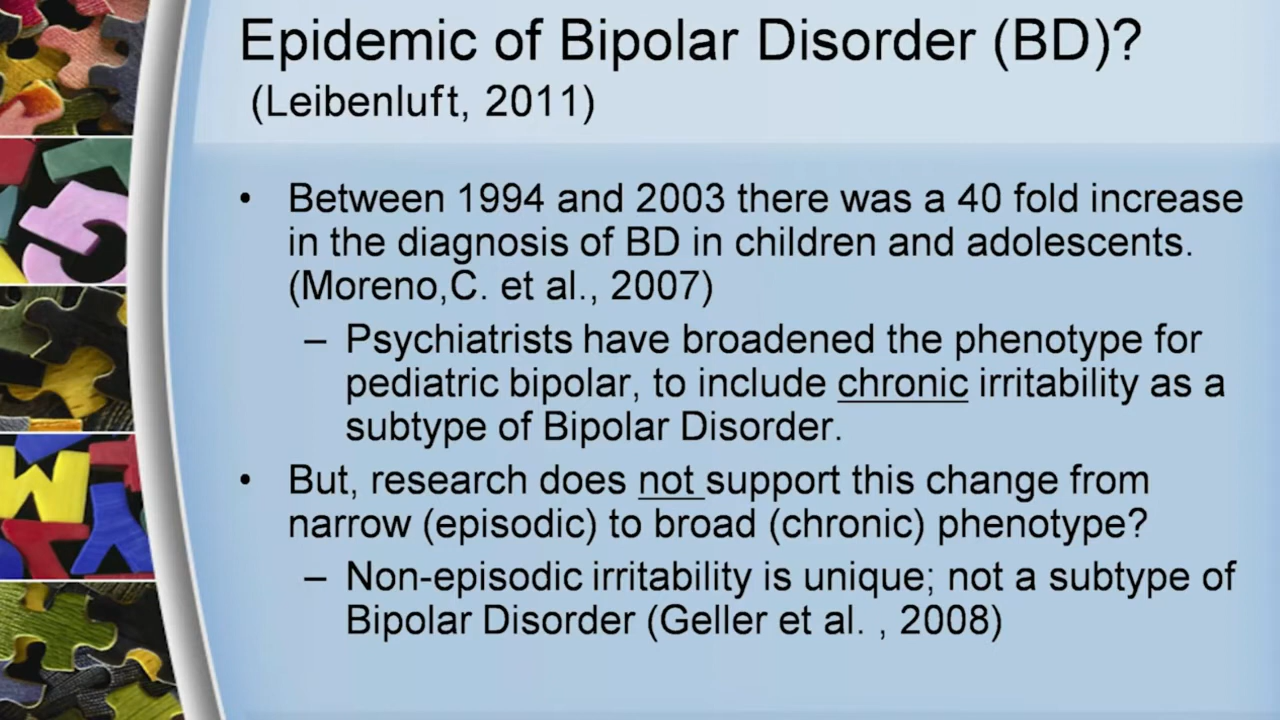 Epidemic of Bipolar Disorder (BD)?
(Leibenluft, 2011)
• Between 1994 and 2003 there was a 40 fold increase
in the diagnosis of BD in children and adolescents.
(Moreno,C. et al., 2007)
– Psychiatrists have broadened the phenotype for
pediatric bipolar, to include chronic irritability as a
subtype of Bipolar Disorder.
• But, research does not support this change from
narrow (episodic) to broad (chronic) phenotype?
– Non-episodic irritability is unique; not a subtype of
Bipolar Disorder (Geller et al. , 2008)